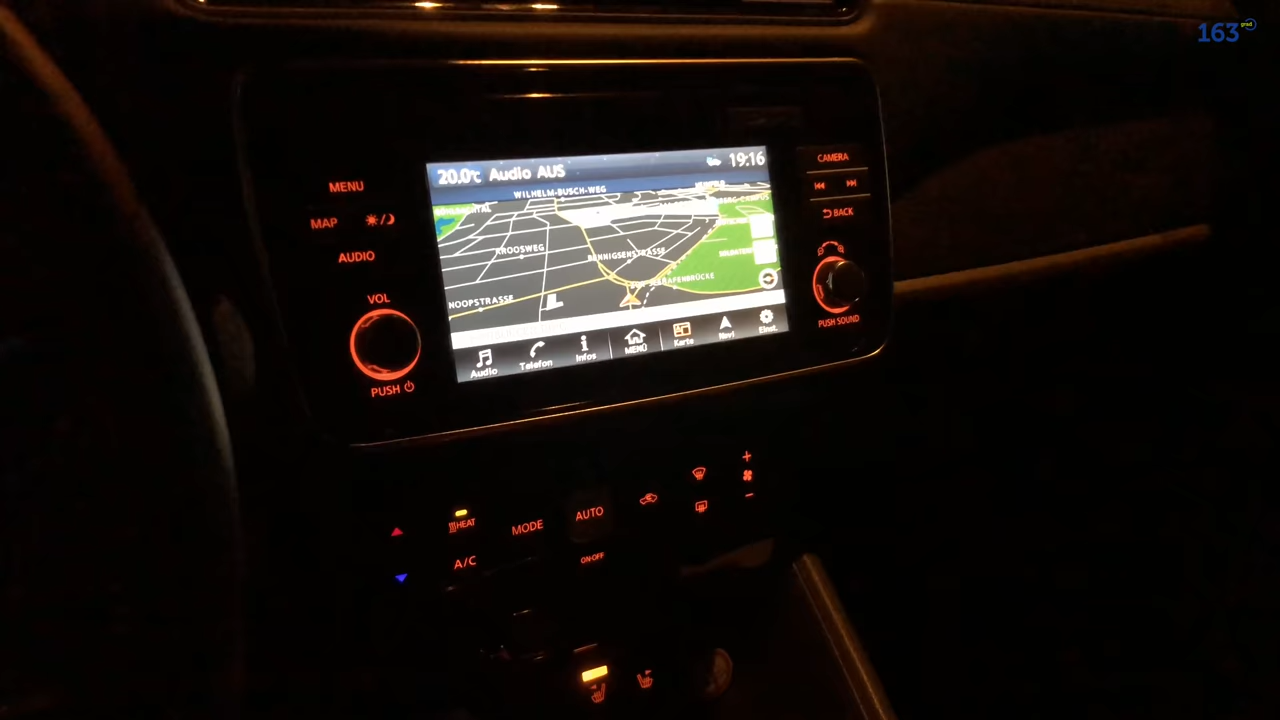 163 grad
20.0°C Audio AUS 19:16
WILHELM-BUSCH-WEG
KROOSWEG
BENNIGSENSTRASSE
NOOPSTRASSE
Audio
Telefon
Infos
MENÜ
Karte
Navi
Einst.
MENU
MAP
AUDIO
VOL
PUSH
CAMERA
BACK
PUSH SOUND
HEAT
MODE
AUTO
A/C
ON·OFF